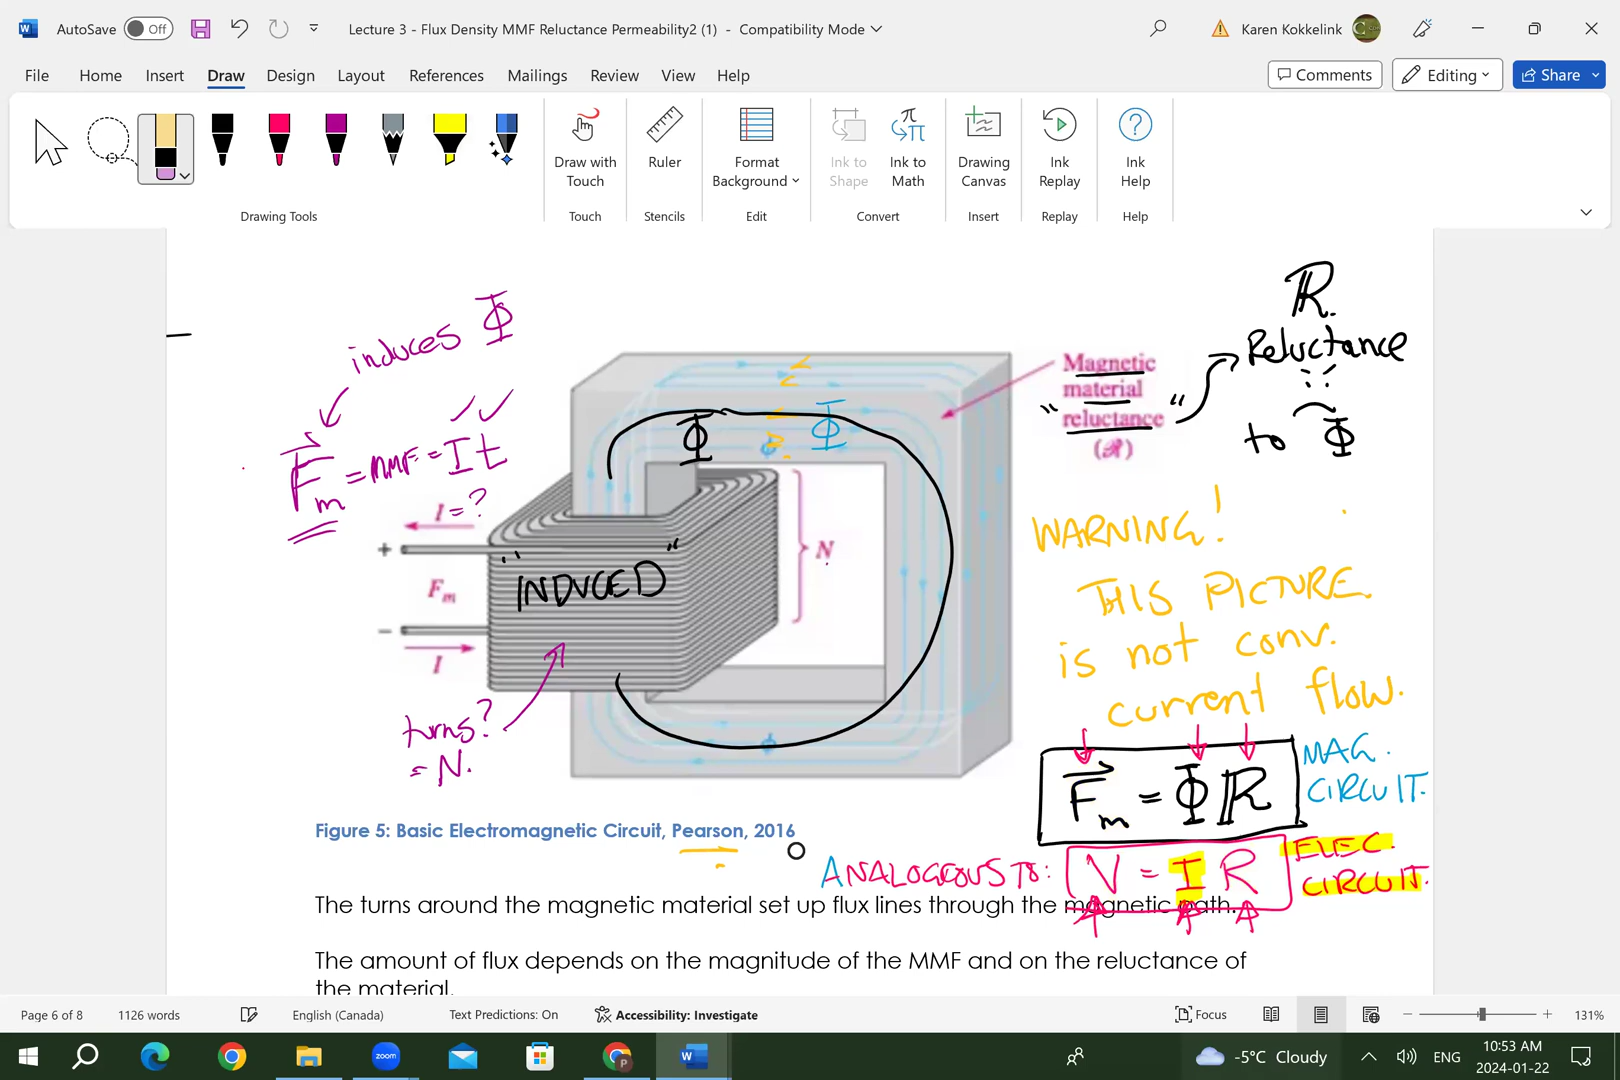 AutoSave Off
Lecture 3 - Flux Density MMF Reluctance Permeability2 (1) - Compatibility Mode
Karen Kokkelink
File Home Insert Draw Design Layout References Mailings Review View Help
Comments Editing Share
Draw with Touch
Ruler
Format Background
Ink to Shape
Ink to Math
Drawing Canvas
Ink Replay
Ink Help
Drawing Tools Touch Stencils Edit Convert Insert Replay Help
induces Φ
Fm = MMF = I t
I = ?
+
Fm
-
I
turns?
= N.
"INDUCED"
Φ Φ
ϕ
N
ϕ
Magnetic
material
"reluctance"
(ℛ)
ℝ.
Reluctance
to Φ
WARNING!
THIS PICTURE
is not conv.
current flow.
Fm = Φ ℝ
MAG.
CIRCUIT.
ANALOGEOUS TO: V = I R
ELEC.
CIRCUIT.
Figure 5: Basic Electromagnetic Circuit, Pearson, 2016
The turns around the magnetic material set up flux lines through the magnetic path.
The amount of flux depends on the magnitude of the MMF and on the reluctance of
the material.
Page 6 of 8 1126 words English (Canada) Text Predictions: On Accessibility: Investigate Focus 131%
zoom
-5°C Cloudy ENG
10:53 AM
2024-01-22